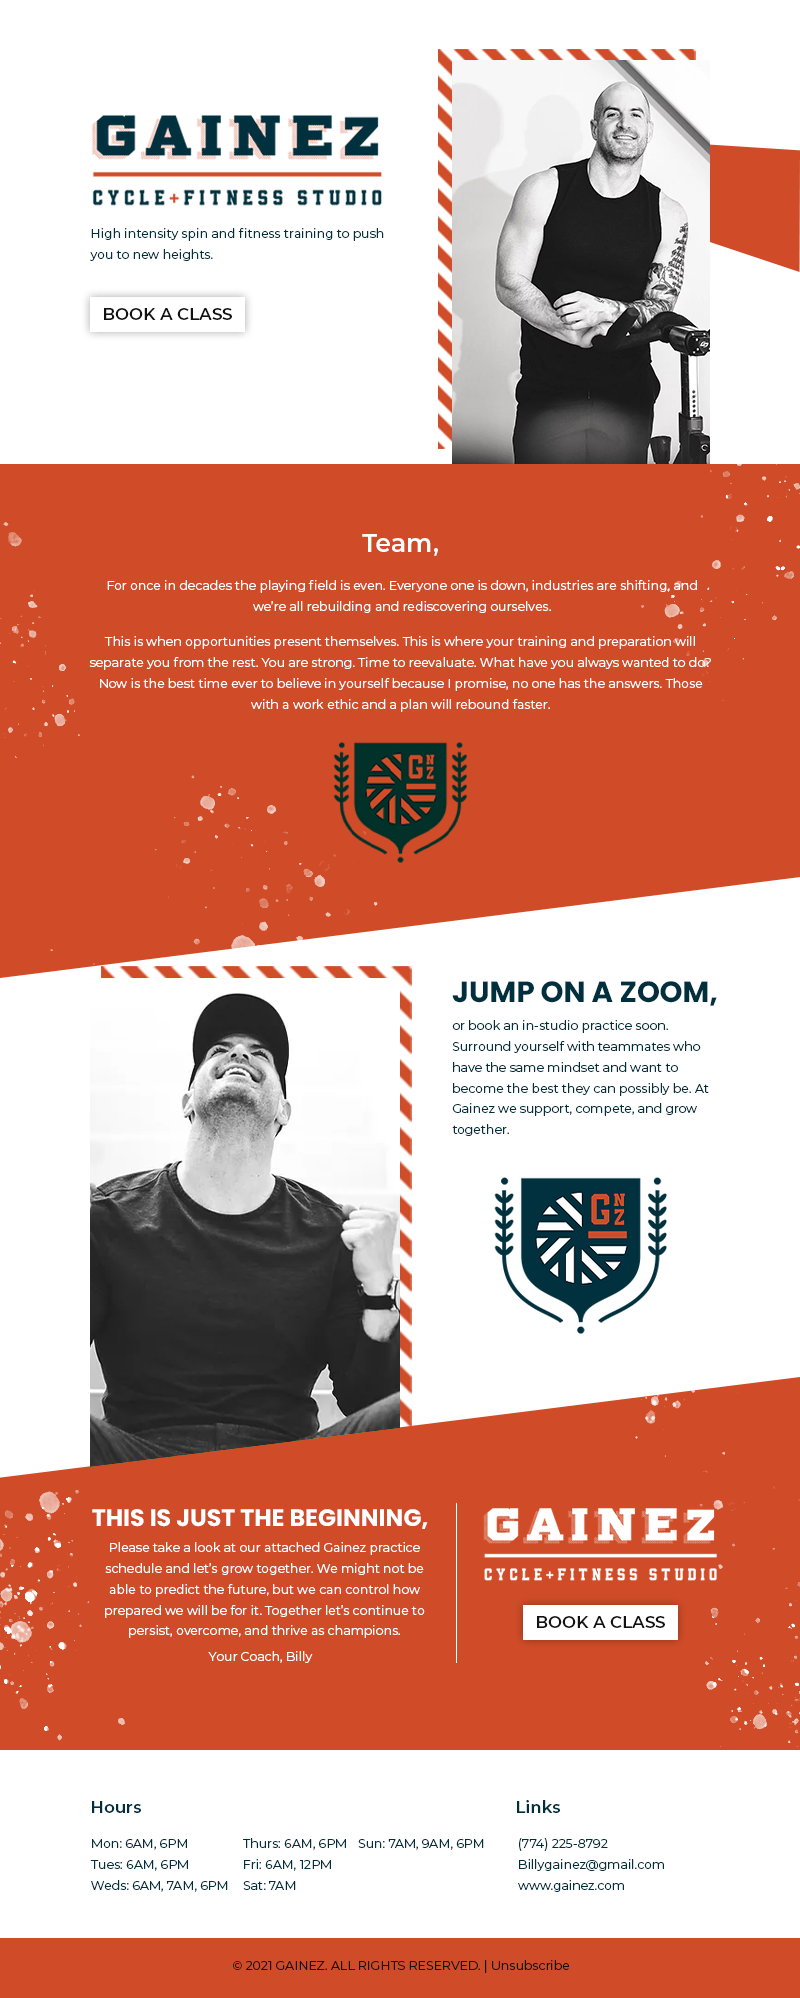 GAINEZ
CYCLE+FITNESS STUDIO
High intensity spin and fitness training to push
you to new heights.
BOOK A CLASS
Team,
For once in decades the playing field is even. Everyone one is down, industries are shifting, and
we're all rebuilding and rediscovering ourselves.
This is when opportunities present themselves. This is where your training and preparation will
separate you from the rest. You are strong. Time to reevaluate. What have you always wanted to do?
Now is the best time ever to believe in yourself because I promise, no one has the answers. Those
with a work ethic and a plan will rebound faster.
GNZ
JUMP ON A ZOOM,
or book an in-studio practice soon.
Surround yourself with teammates who
have the same mindset and want to
become the best they can possibly be. At
Gainez we support, compete, and grow
together.
GNZ
THIS IS JUST THE BEGINNING,
Please take a look at our attached Gainez practice
schedule and let's grow together. We might not be
able to predict the future, but we can control how
prepared we will be for it. Together let's continue to
persist, overcome, and thrive as champions.
Your Coach, Billy
GAINEZ
CYCLE+FITNESS STUDIO
BOOK A CLASS
Hours
Mon: 6AM, 6PM
Tues: 6AM, 6PM
Weds: 6AM, 7AM, 6PM
Thurs: 6AM, 6PM
Fri: 6AM, 12PM
Sat: 7AM
Sun: 7AM, 9AM, 6PM
Links
(774) 225-8792
Billygainez@gmail.com
www.gainez.com
© 2021 GAINEZ. ALL RIGHTS RESERVED. | Unsubscribe